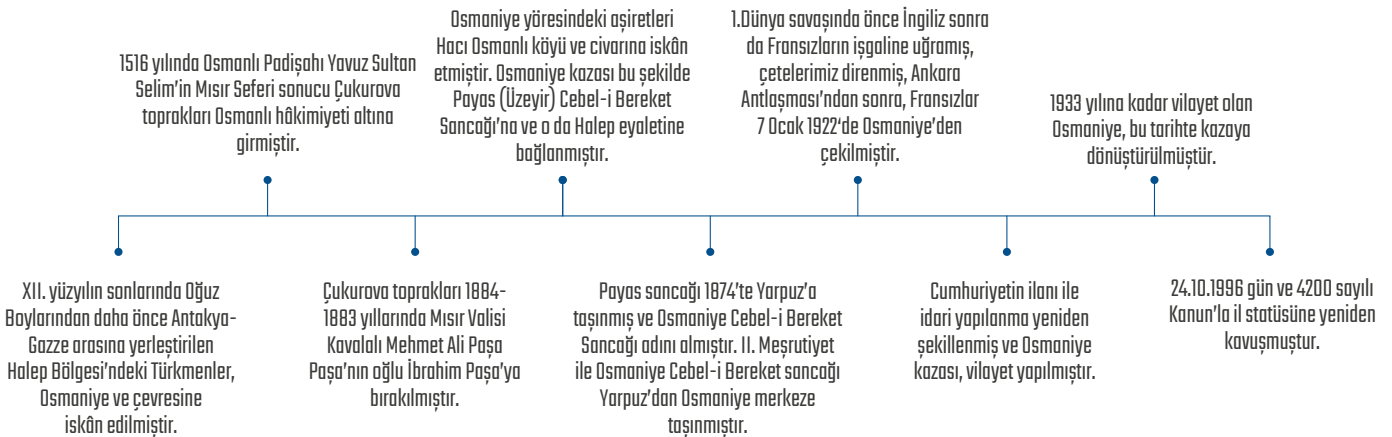 XII. yüzyılın sonlarında Oğuz
Boylarından daha önce Antakya-
Gazze arasına yerleştirilen
Halep Bölgesi'ndeki Türkmenler,
Osmaniye ve çevresine
iskân edilmiştir.
1516 yılında Osmanlı Padişahı Yavuz Sultan
Selim'in Mısır Seferi sonucu Çukurova
toprakları Osmanlı hâkimiyeti altına
girmiştir.
Çukurova toprakları 1884-
1883 yıllarında Mısır Valisi
Kavalalı Mehmet Ali Paşa
Paşa'nın oğlu İbrahim Paşa'ya
bırakılmıştır.
Osmaniye yöresindeki aşiretleri
Hacı Osmanlı köyü ve civarına iskân
etmiştir. Osmaniye kazası bu şekilde
Payas (Üzeyir) Cebel-i Bereket
Sancağı'na ve o da Halep eyaletine
bağlanmıştır.
Payas sancağı 1874'te Yarpuz'a
taşınmış ve Osmaniye Cebel-i Bereket
Sancağı adını almıştır. II. Meşrutiyet
ile Osmaniye Cebel-i Bereket sancağı
Yarpuz'dan Osmaniye merkeze
taşınmıştır.
1.Dünya savaşında önce İngiliz sonra
da Fransızların işgaline uğramış,
çetelerimiz direnmiş, Ankara
Antlaşması'ndan sonra, Fransızlar
7 Ocak 1922'de Osmaniye'den
çekilmiştir.
Cumhuriyetin ilanı ile
idari yapılanma yeniden
şekillenmiş ve Osmaniye
kazası, vilayet yapılmıştır.
1933 yılına kadar vilayet olan
Osmaniye, bu tarihte kazaya
dönüştürülmüştür.
24.10.1996 gün ve 4200 sayılı
Kanun'la il statüsüne yeniden
kavuşmuştur.